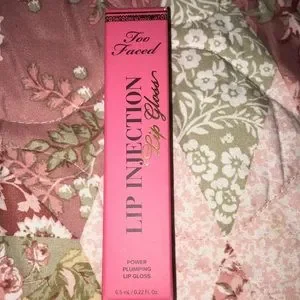 Too
Faced
LIP INJECTION
Lip Gloss
POWER
PLUMPING
LIP GLOSS
6.5 mL / 0.22 fl. Oz.